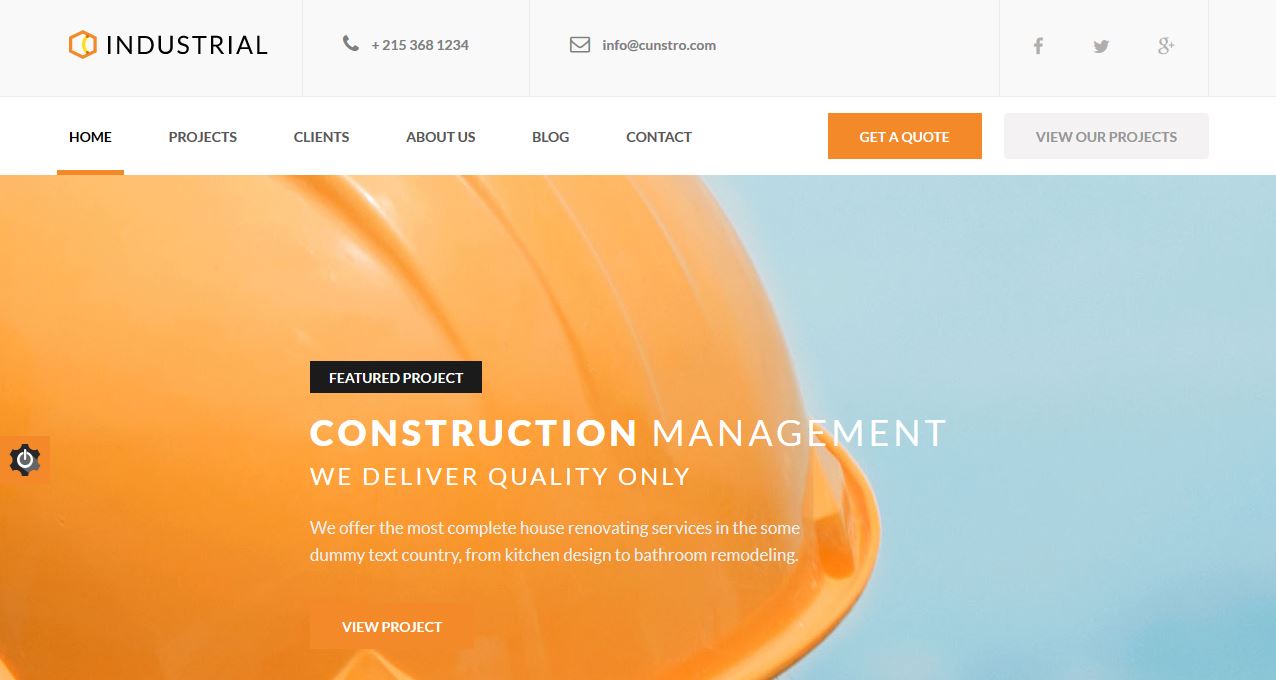 INDUSTRIAL
+ 215 368 1234
info@cunstro.com
HOME
PROJECTS
CLIENTS
ABOUT US
BLOG
CONTACT
GET A QUOTE
VIEW OUR PROJECTS
FEATURED PROJECT
CONSTRUCTION MANAGEMENT
WE DELIVER QUALITY ONLY
We offer the most complete house renovating services in the some
dummy text country, from kitchen design to bathroom remodeling.
VIEW PROJECT